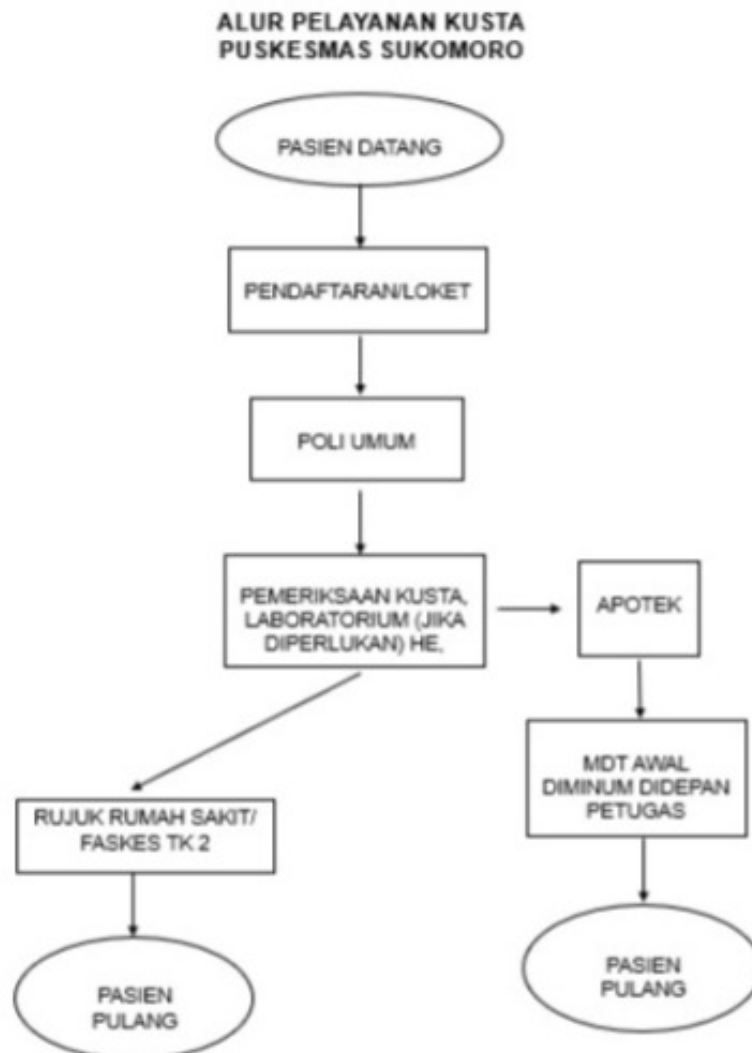 ALUR PELAYANAN KUSTA
PUSKESMAS SUKOMORO
PASIEN DATANG
PENDAFTARAN/LOKET
POLI UMUM
PEMERIKSAAN KUSTA,
LABORATORIUM (JIKA
DIPERLUKAN) HE,
APOTEK
MDT AWAL
DIMINUM DIDEPAN
PETUGAS
RUJUK RUMAH SAKIT/
FASKES TK 2
PASIEN
PULANG
PASIEN
PULANG